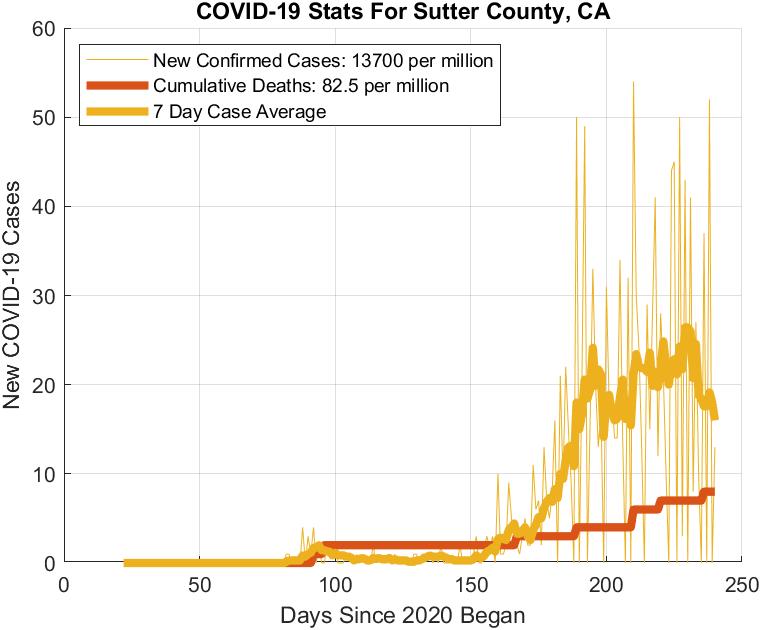 COVID-19 Stats For Sutter County, CA
New Confirmed Cases: 13700 per million
Cumulative Deaths: 82.5 per million
7 Day Case Average
New COVID-19 Cases
60
50
40
30
20
10
0
0 50 100 150 200 250
Days Since 2020 Began